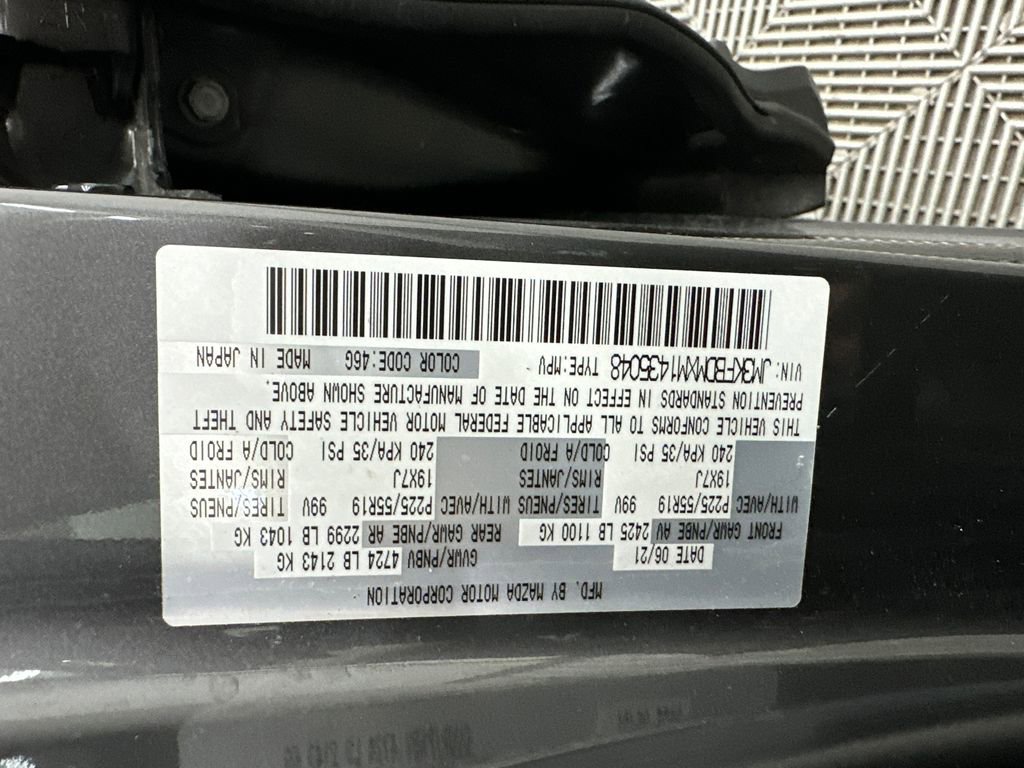 MFD. BY MAZDA MOTOR CORPORATION
DATE 06/21 GVWR/PNBV 4724 LB 2143 KG
FRONT GAWR/PNBE AV 2425 LB 1100 KG REAR GAWR/PNBE AR 2299 LB 1043 KG
WITH/AVEC P225/55R19 99V TIRES/PNEUS WITH/AVEC P225/55R19 99V TIRES/PNEUS
19X7J RIMS/JANTES 19X7J RIMS/JANTES
240 KPA/35 PSI COLD/A FROID 240 KPA/35 PSI COLD/A FROID
THIS VEHICLE CONFORMS TO ALL APPLICABLE FEDERAL MOTOR VEHICLE SAFETY AND THEFT
PREVENTION STANDARDS IN EFFECT ON THE DATE OF MANUFACTURE SHOWN ABOVE.
VIN: JM3KFBDMXM1435048 TYPE:MPV COLOR CODE:46G MADE IN JAPAN